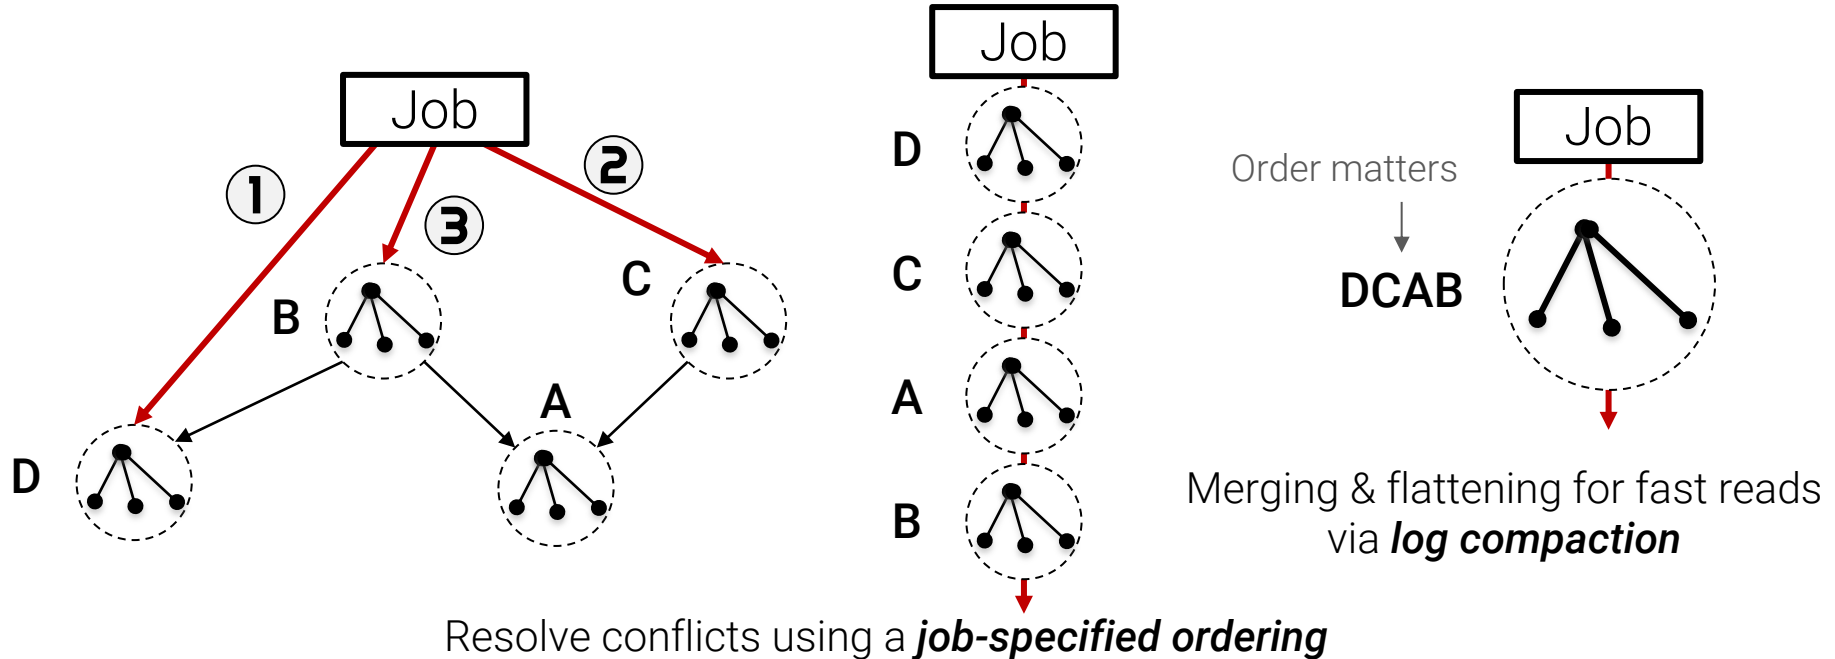 Job
1
3
2
B
C
A
D
Job
D
C
A
B
Job
Order matters
DCAB
Merging & flattening for fast reads
via log compaction
Resolve conflicts using a job-specified ordering